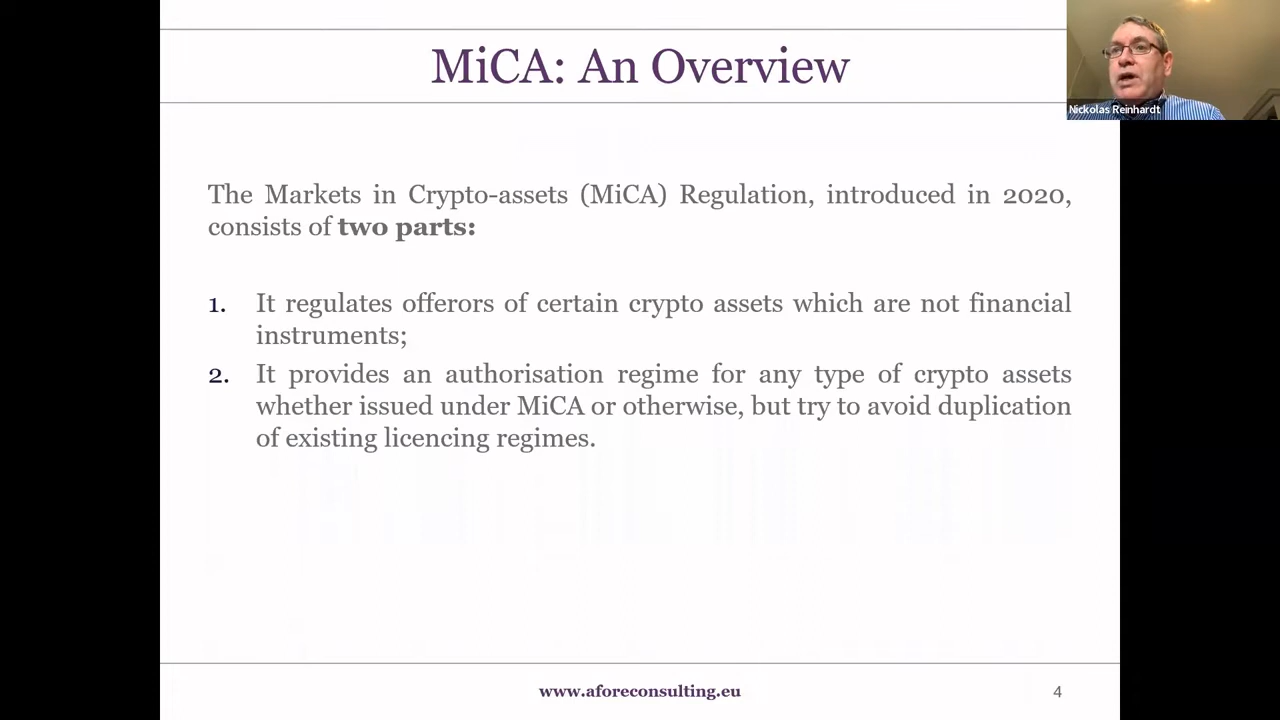 MiCA: An Overview
Nickolas Reinhardt
The Markets in Crypto-assets (MiCA) Regulation, introduced in 2020,
consists of two parts:
1. It regulates offerors of certain crypto assets which are not financial
instruments;
2. It provides an authorisation regime for any type of crypto assets
whether issued under MiCA or otherwise, but try to avoid duplication
of existing licencing regimes.
www.aforeconsulting.eu
4